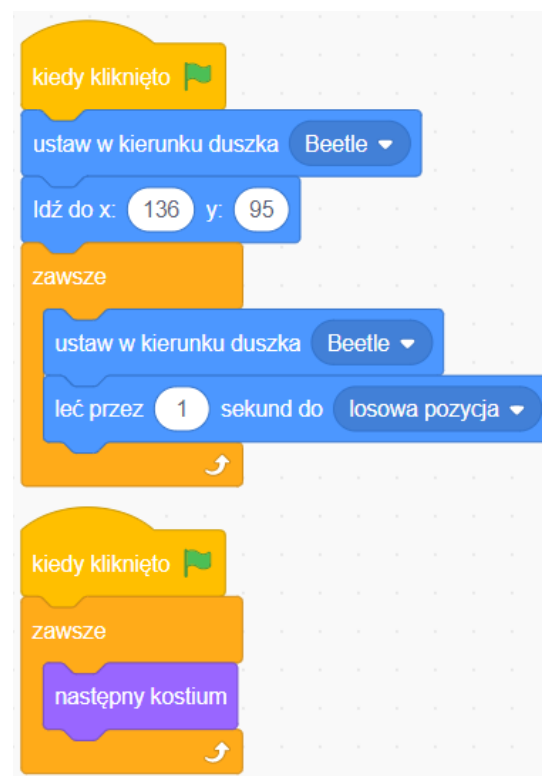 kiedy kliknięto
ustaw w kierunku duszka Beetle
Idź do x: 136 y: 95
zawsze
ustaw w kierunku duszka Beetle
leć przez 1 sekund do losowa pozycja
kiedy kliknięto
zawsze
następny kostium